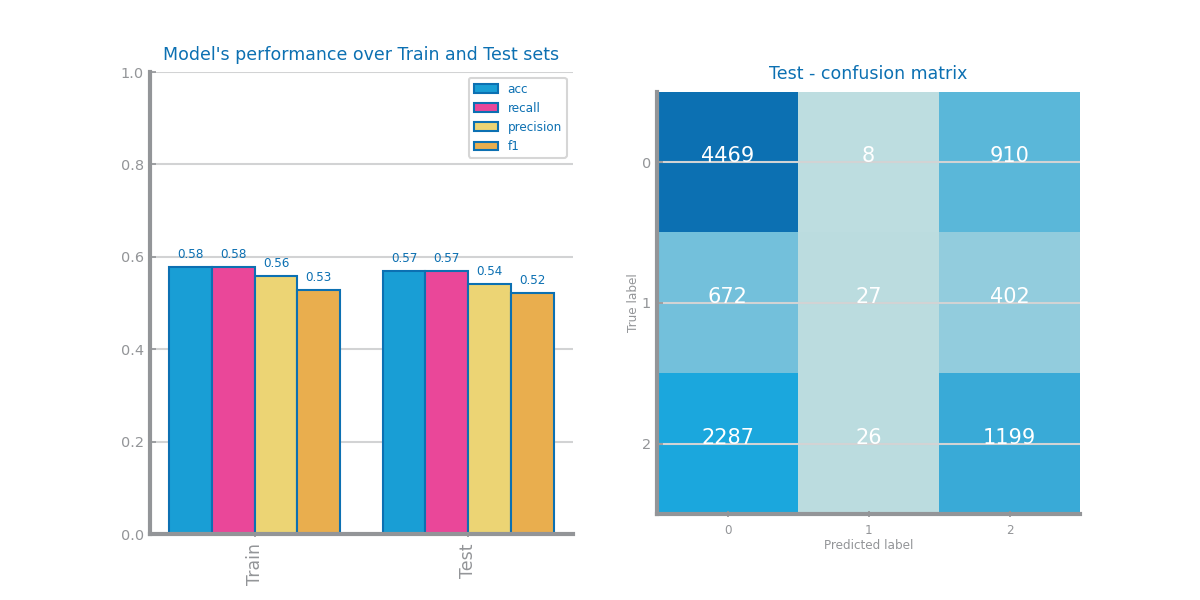 Model's performance over Train and Test sets
1.0
0.8
0.6
0.4
0.2
0.0
acc
recall
precision
f1
0.58 0.58 0.56 0.53
0.57 0.57 0.54 0.52
Train Test
Test - confusion matrix
True label
0 4469 8 910
1 672 27 402
2 2287 26 1199
0 1 2
Predicted label